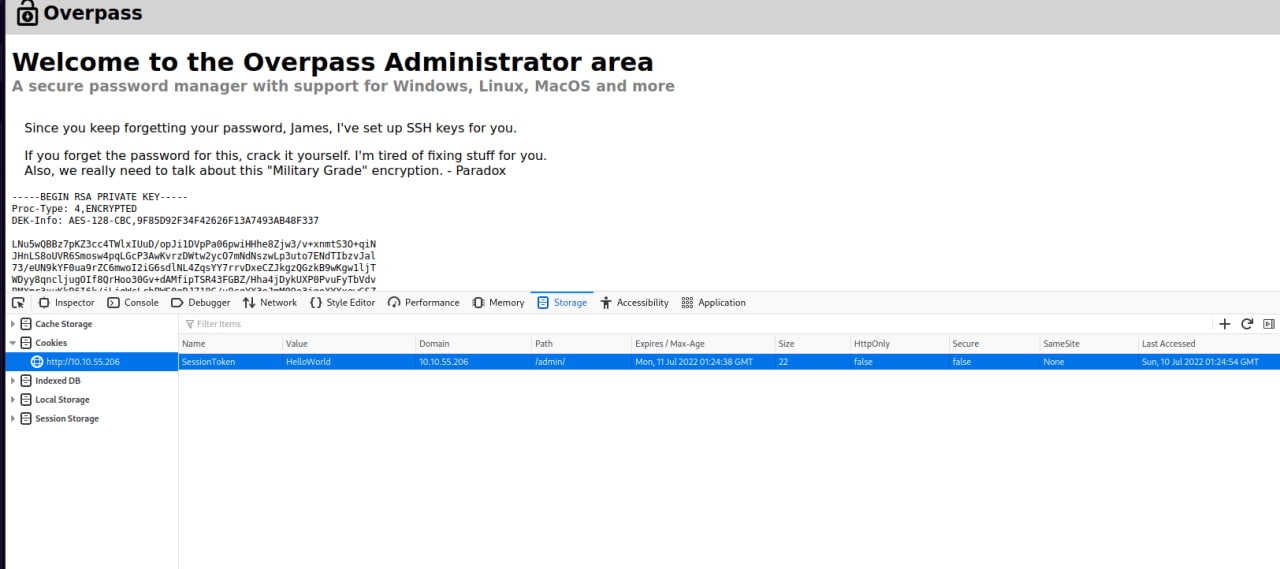 Overpass
Welcome to the Overpass Administrator area
A secure password manager with support for Windows, Linux, MacOS and more
Since you keep forgetting your password, James, I've set up SSH keys for you.
If you forget the password for this, crack it yourself. I'm tired of fixing stuff for you.
Also, we really need to talk about this "Military Grade" encryption. - Paradox
-----BEGIN RSA PRIVATE KEY-----
Proc-Type: 4,ENCRYPTED
DEK-Info: AES-128-CBC,9F85D92F34F42626F13A7493AB48F337
LNu5wQBBz7pKZ3cc4TWlxIUuD/opJi1DVpPa06pwiHHhe8Zjw3/v+xnmtS3O+qiN
JHnLS8oUVR6Smosw4pqLGcP3AwKvrzDWtw2ycO7mNdNszwLp3uto7ENdTIbzvJal
73/eUN9kYF0ua9rZC6mwoI2iG6sdlNL4ZqsYY7rrvDxeCZJkgzQGzkB9wKgw1ljT
WDyy8qncljugOIf8QrHoo30Gv+dAMfipTSR43FGBZ/Hha4jDykUXP0PvuFyTbVdv
Inspector Console Debugger Network Style Editor Performance Memory Storage Accessibility Application
Cache Storage Filter Items
Cookies Name Value Domain Path Expires / Max-Age Size HttpOnly Secure SameSite Last Accessed
http://10.10.55.206 SessionToken HelloWorld 10.10.55.206 /admin/ Mon, 11 Jul 2022 01:24:38 GMT 22 false false None Sun, 10 Jul 2022 01:24:54 GMT
Indexed DB
Local Storage
Session Storage